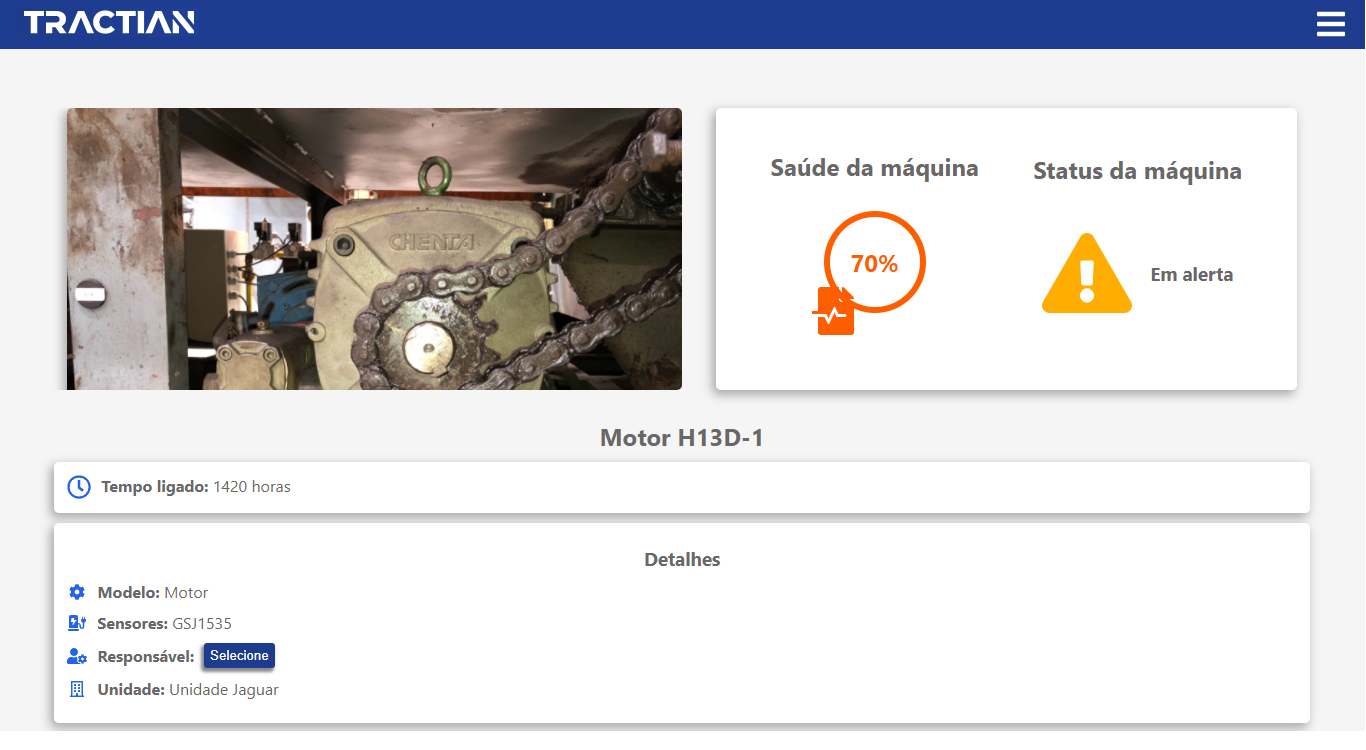 TRACTIAN
CHENTA
Saúde da máquina
70%
Status da máquina
Em alerta
Motor H13D-1
Tempo ligado: 1420 horas
Detalhes
Modelo: Motor
Sensores: GSJ1535
Responsável: Selecione
Unidade: Unidade Jaguar